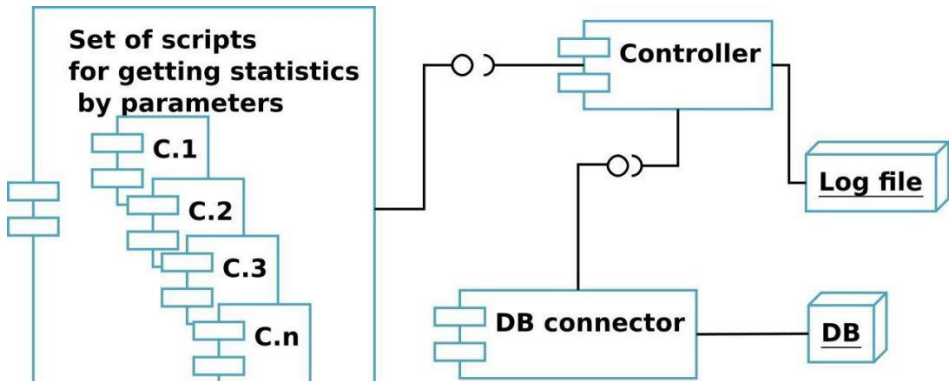 Set of scripts
for getting statistics
by parameters
C.1
C.2
C.3
C.n
Controller
Log file
DB connector
DB